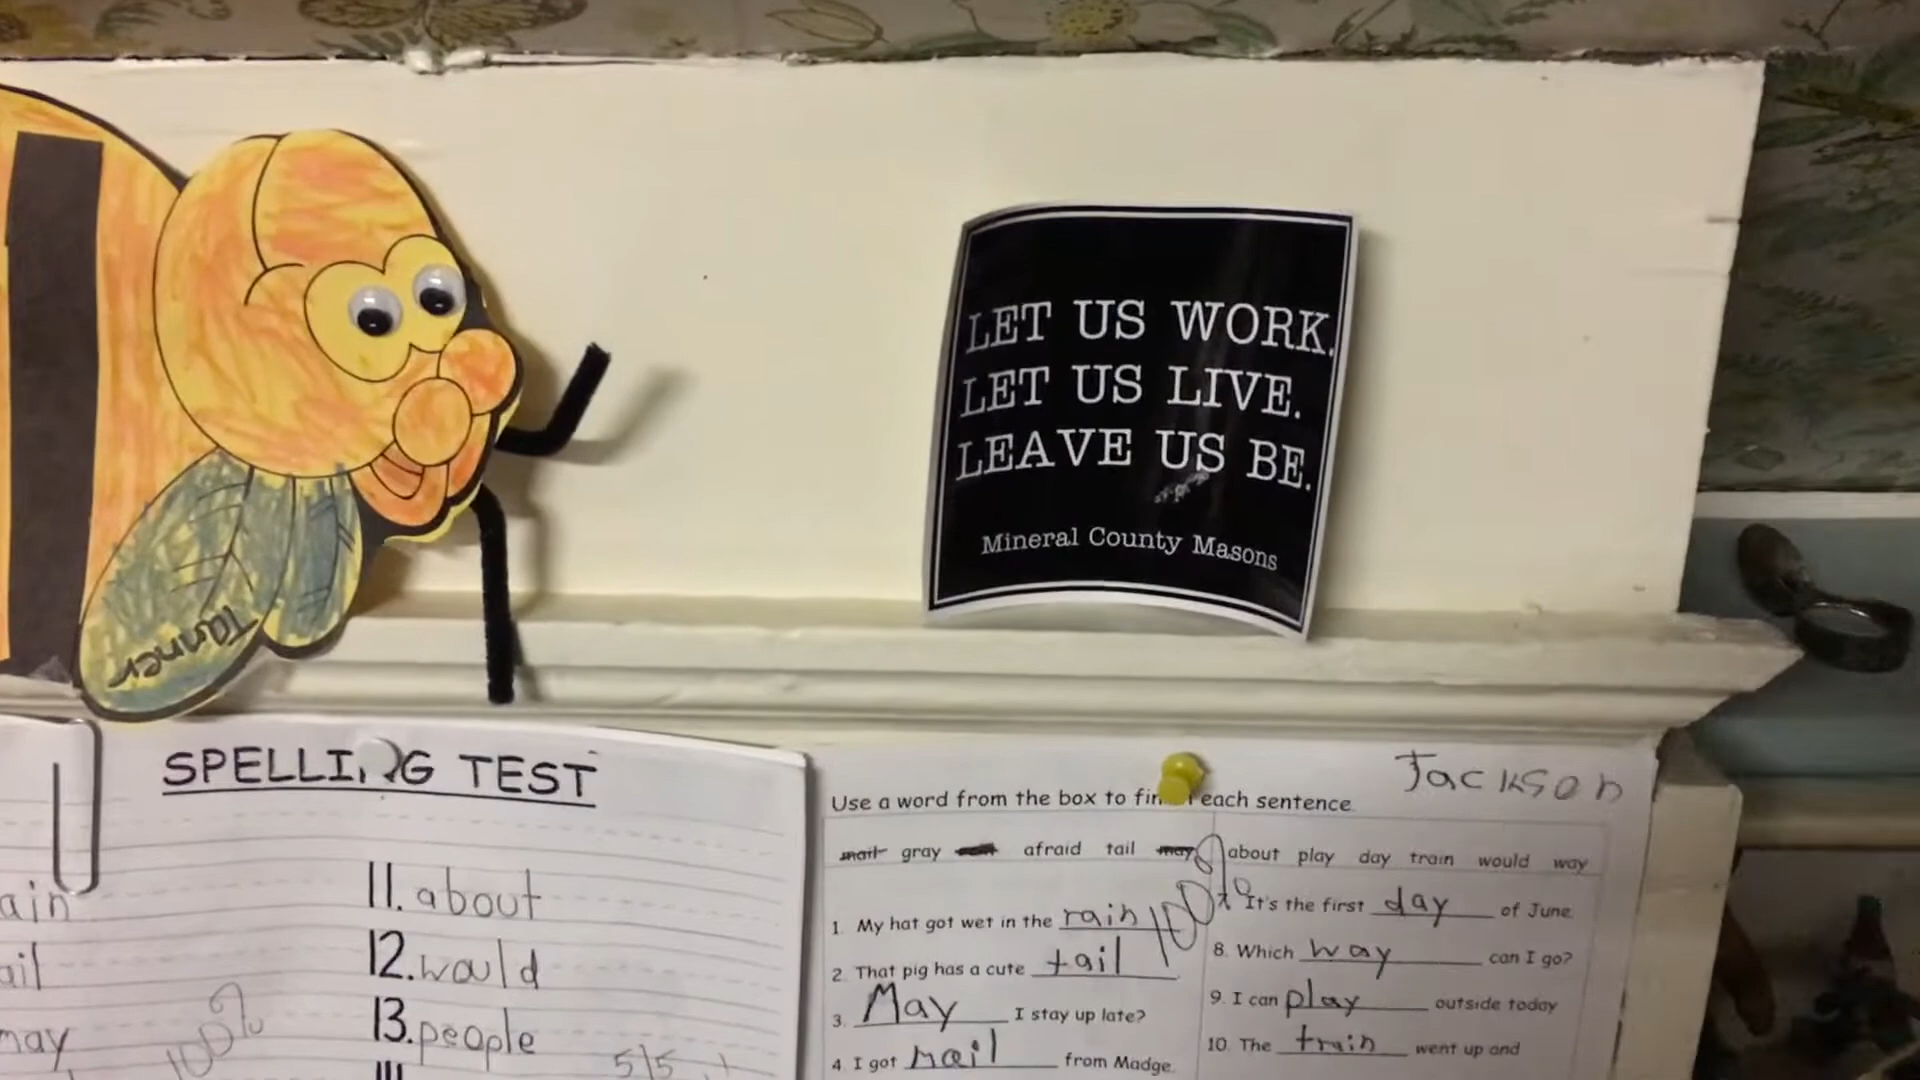 LET US WORK.
LET US LIVE.
LEAVE US BE.
Mineral County Masons
Tanner
SPELLING TEST
ain
ail
may
100%
11. about
12. would
13. people
5/5
Jackson
Use a word from the box to fin each sentence.
mail gray afraid tail may about play day train would way
100%
1. My hat got wet in the rain
2. That pig has a cute tail
3. May I stay up late?
4. I got mail from Madge.
It's the first day of June.
8. Which way can I go?
9. I can play outside today
10. The train went up and